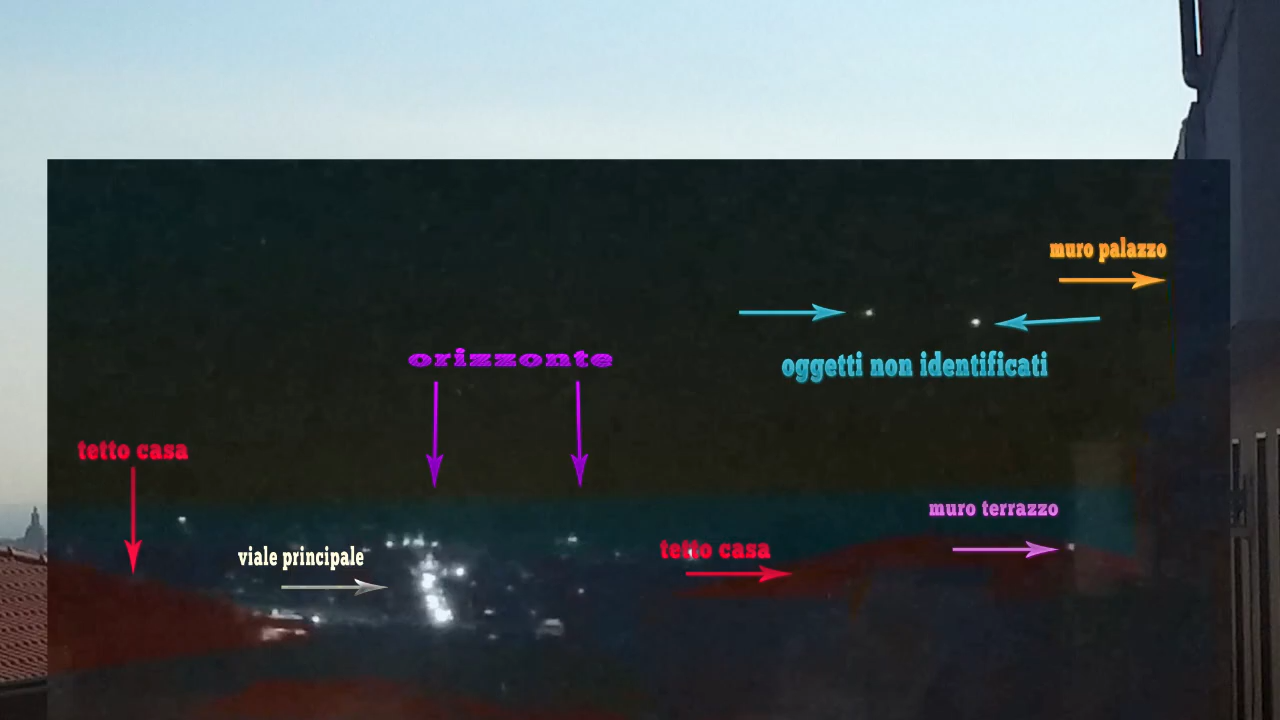 muro palazzo
orizzonte
oggetti non identificati
tetto casa
muro terrazzo
viale principale
tetto casa